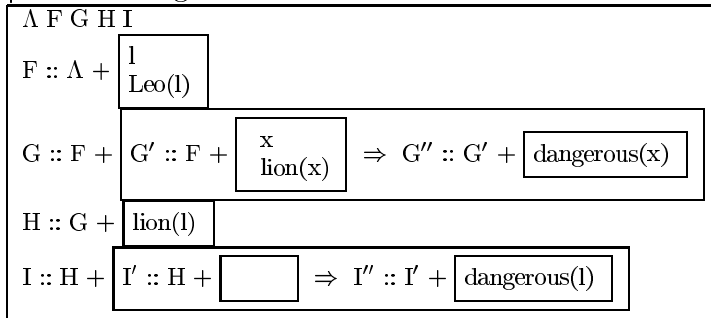 Λ F G H I
l
F :: Λ +
Leo(l)
x
G :: F + G′ :: F + ⇒ G″ :: G′ + dangerous(x)
lion(x)
H :: G + lion(l)
I :: H + I′ :: H + ⇒ I″ :: I′ + dangerous(l)